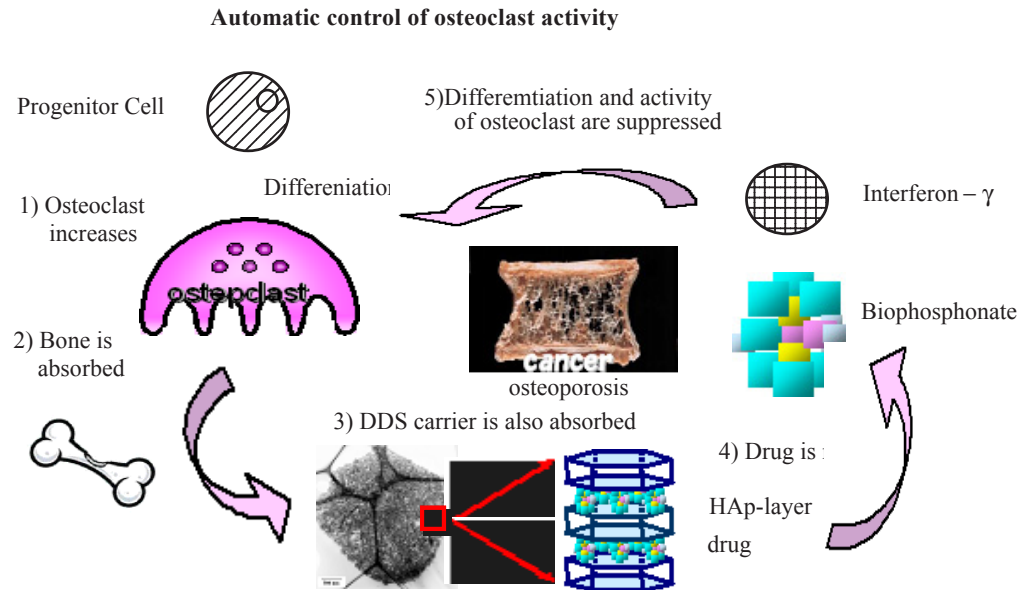 Automatic control of osteoclast activity
Progenitor Cell
5)Differmtiation and activity
of osteoclast are suppressed
Differeniation
Interferon – γ
1) Osteoclast
increases
osteoclast
Biophosphonate
2) Bone is
absorbed
cancer
osteoporosis
3) DDS carrier is also absorbed
4) Drug is
HAp-layer
drug